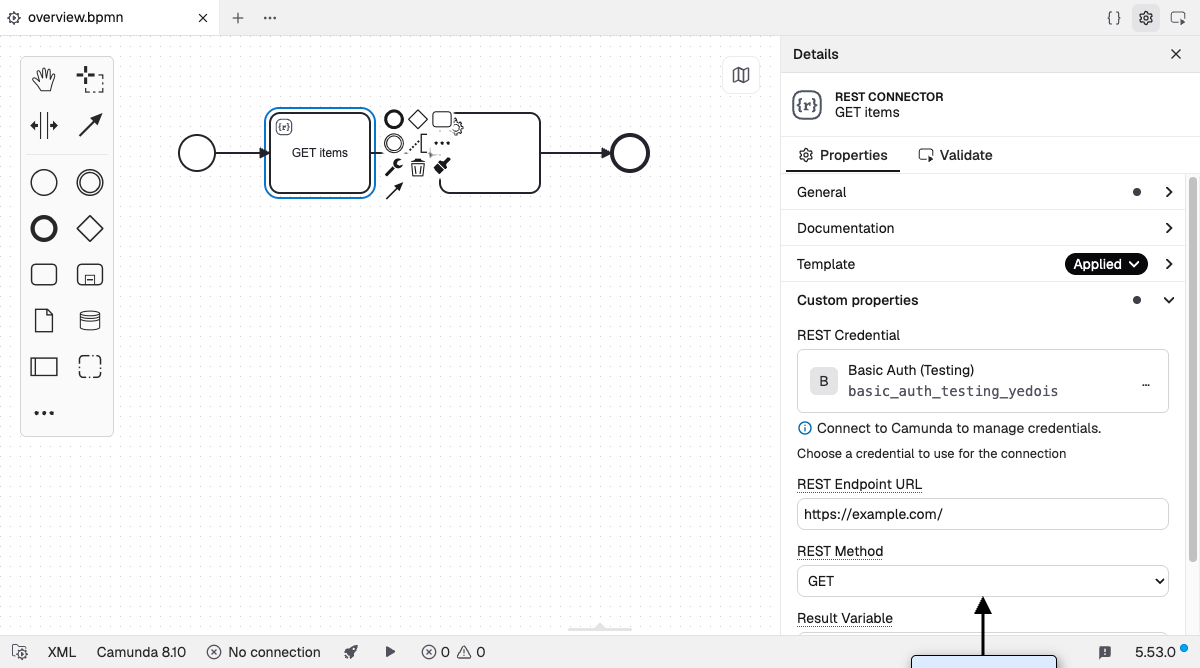 overview.bpmn
Details
REST CONNECTOR
GET items
{r}
GET items
Properties
Validate
General
Documentation
Template
Applied
Custom properties
REST Credential
B
Basic Auth (Testing)
basic_auth_testing_yedois
Connect to Camunda to manage credentials.
Choose a credential to use for the connection
REST Endpoint URL
https://example.com/
REST Method
GET
Result Variable
XML
Camunda 8.10
No connection
0
0
5.53.0